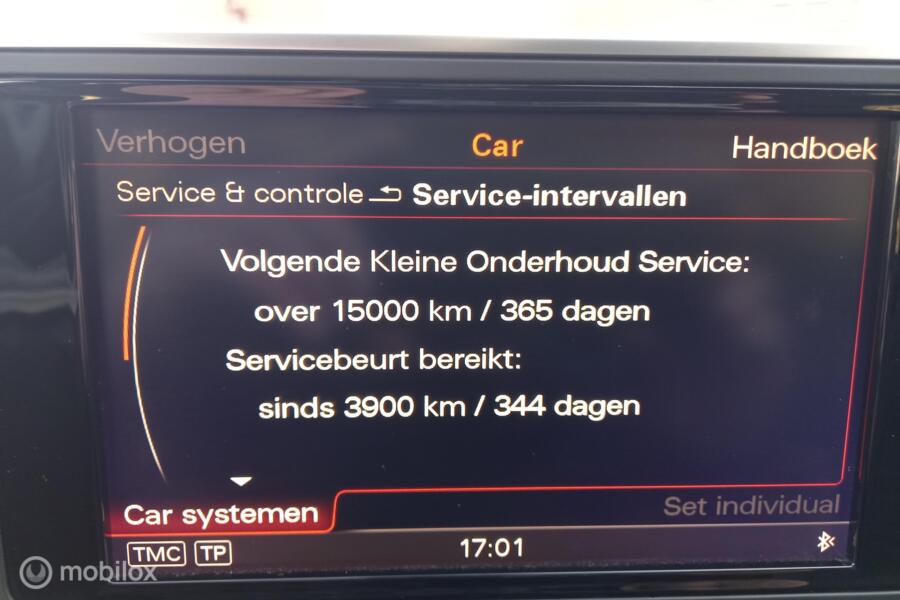 Verhogen Car Handboek
Service & controle Service-intervallen
Volgende Kleine Onderhoud Service:
over 15000 km / 365 dagen
Servicebeurt bereikt:
sinds 3900 km / 344 dagen
Car systemen Set individual
TMC TP 17:01
mobilox